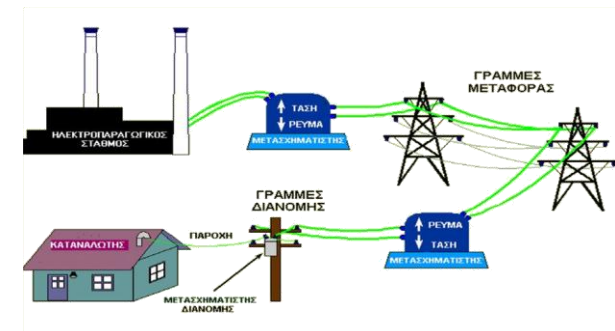 ΓΡΑΜΜΕΣ
ΜΕΤΑΦΟΡΑΣ
ΤΑΣΗ
ΡΕΥΜΑ
ΜΕΤΑΣΧΗΜΑΤΙΣΤΗΣ
ΗΛΕΚΤΡΟΠΑΡΑΓΩΓΙΚΟΣ
ΣΤΑΘΜΟΣ
ΓΡΑΜΜΕΣ
ΔΙΑΝΟΜΗΣ
ΡΕΥΜΑ
ΤΑΣΗ
ΜΕΤΑΣΧΗΜΑΤΙΣΤΗΣ
ΠΑΡΟΧΗ
ΚΑΤΑΝΑΛΩΤΗΣ
ΜΕΤΑΣΧΗΜΑΤΙΣΤΗΣ
ΔΙΑΝΟΜΗΣ